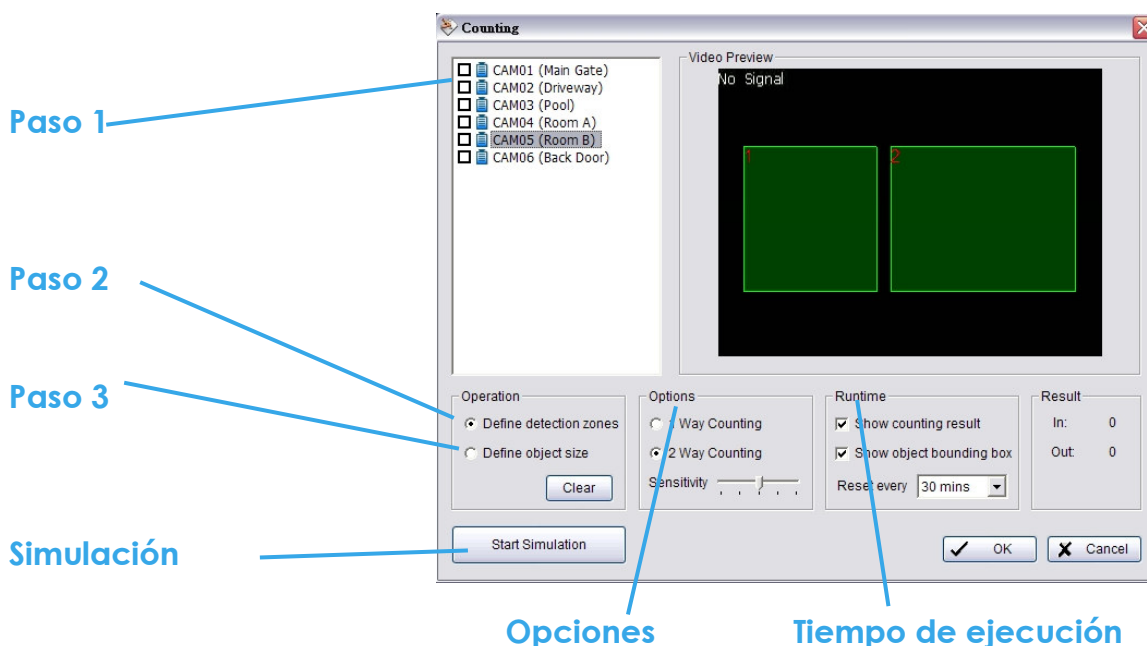 Counting
CAM01 (Main Gate)
CAM02 (Driveway)
CAM03 (Pool)
CAM04 (Room A)
CAM05 (Room B)
CAM06 (Back Door)
Video Preview
No Signal
1
2
Paso 1
Paso 2
Paso 3
Operation
Define detection zones
Define object size
Clear
Options
1 Way Counting
2 Way Counting
Sensitivity
Runtime
Show counting result
Show object bounding box
Reset every 30 mins
Result
In: 0
Out: 0
Simulación
Start Simulation
OK
Cancel
Opciones
Tiempo de ejecución